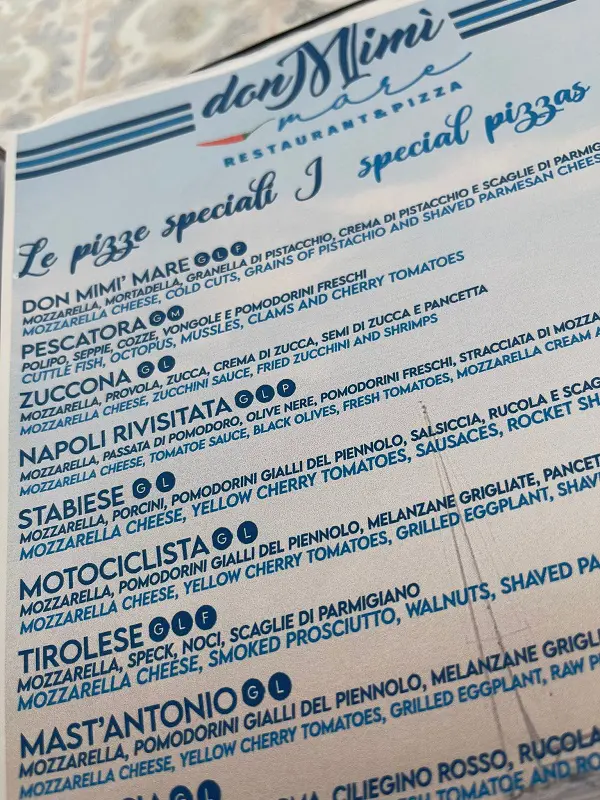 donMimì
mare
RESTAURANT&PIZZA
Le pizze speciali I special pizzas
DON MIMI' MARE G L F
MOZZARELLA, MORTADELLA, GRANELLA DI PISTACCHIO, CREMA DI PISTACCHIO E SCAGLIE DI PARMIG
MOZZARELLA CHEESE, COLD CUTS, GRAINS OF PISTACHIO AND SHAVED PARMESAN CHEES
PESCATORA G M
POLIPO, SEPPIE, COZZE, VONGOLE E POMODORINI FRESCHI
CUTTLE FISH, OCTOPUS, MUSSLES, CLAMS AND CHERRY TOMATOES
ZUCCONA G L
MOZZARELLA, PROVOLA, ZUCCA, CREMA DI ZUCCA, SEMI DI ZUCCA E PANCETTA
MOZZARELLA CHEESE, ZUCCHINI SAUCE, FRIED ZUCCHINI AND SHRIMPS
NAPOLI RIVISITATA G L P
MOZZARELLA, PASSATA DI POMODORO, OLIVE NERE, POMODORINI FRESCHI, STRACCIATA DI MOZZA
MOZZARELLA CHEESE, TOMATOE SAUCE, BLACK OLIVES, FRESH TOMATOES, MOZZARELLA CREAM A
STABIESE G L
MOZZARELLA, PORCINI, POMODORINI GIALLI DEL PIENNOLO, SALSICCIA, RUCOLA E SCAG
MOZZARELLA CHEESE, YELLOW CHERRY TOMATOES, SAUSACES, ROCKET SH
MOTOCICLISTA G L
MOZZARELLA, POMODORINI GIALLI DEL PIENNOLO, MELANZANE GRIGLIATE, PANCET
MOZZARELLA CHEESE, YELLOW CHERRY TOMATOES, GRILLED EGGPLANT, SHAV
TIROLESE G L F
MOZZARELLA, SPECK, NOCI, SCAGLIE DI PARMIGIANO
MOZZARELLA CHEESE, SMOKED PROSCIUTTO, WALNUTS, SHAVED PA
MAST'ANTONIO G L
MOZZARELLA, POMODORINI GIALLI DEL PIENNOLO, MELANZANE GRIGLI
MOZZARELLA CHEESE, YELLOW CHERRY TOMATOES, GRILLED EGGPLANT, RAW P
G L
CILIEGINO ROSSO, RUCOLA
TOMATOE AND RO